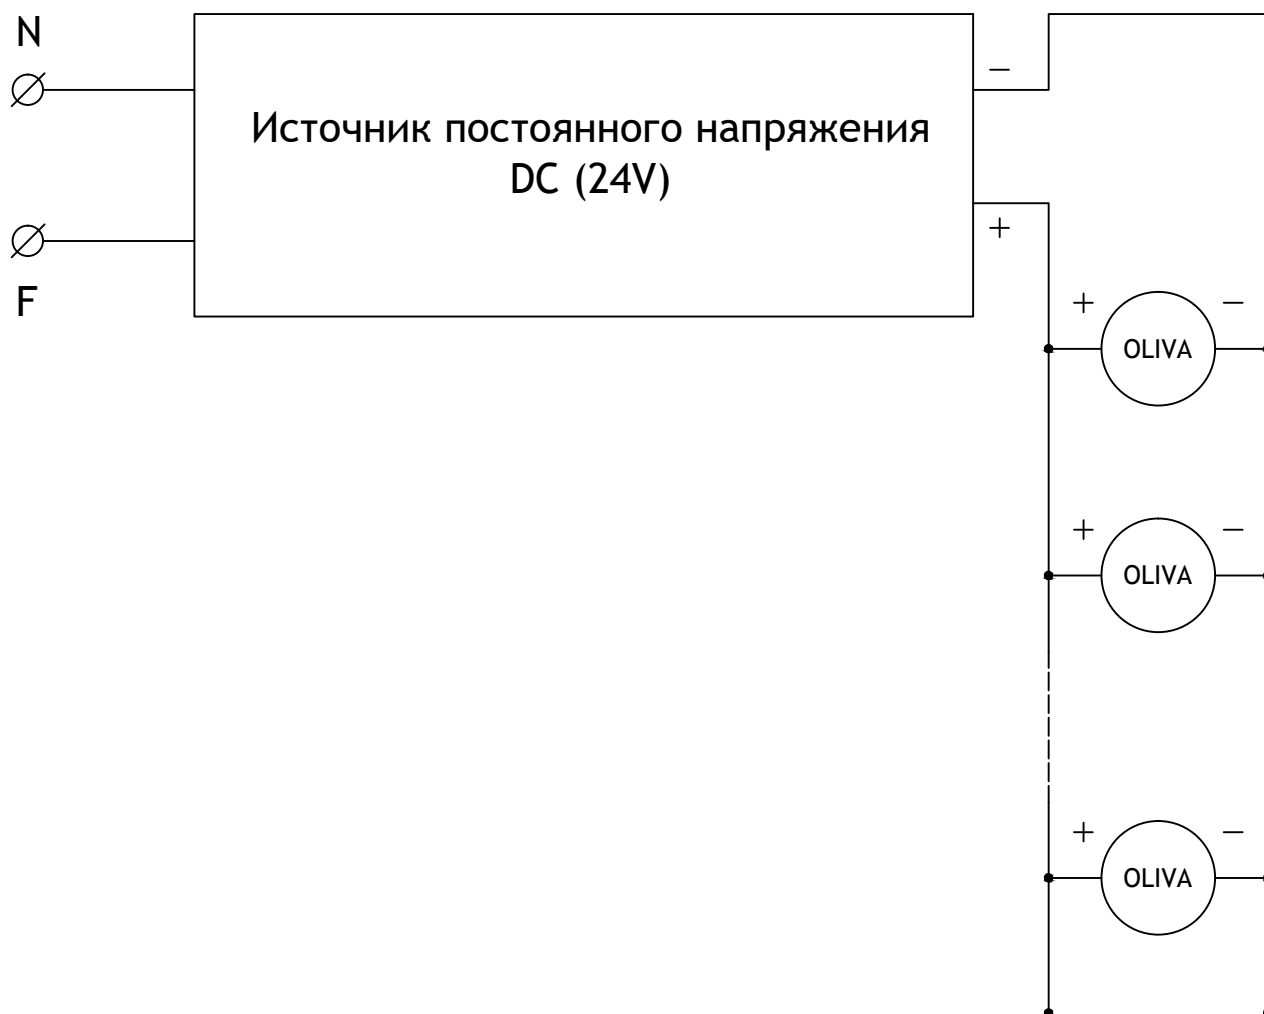 N
−
Источник постоянного напряжения
DC (24V)
+
F
+ −
OLIVA
+ −
OLIVA
+ −
OLIVA